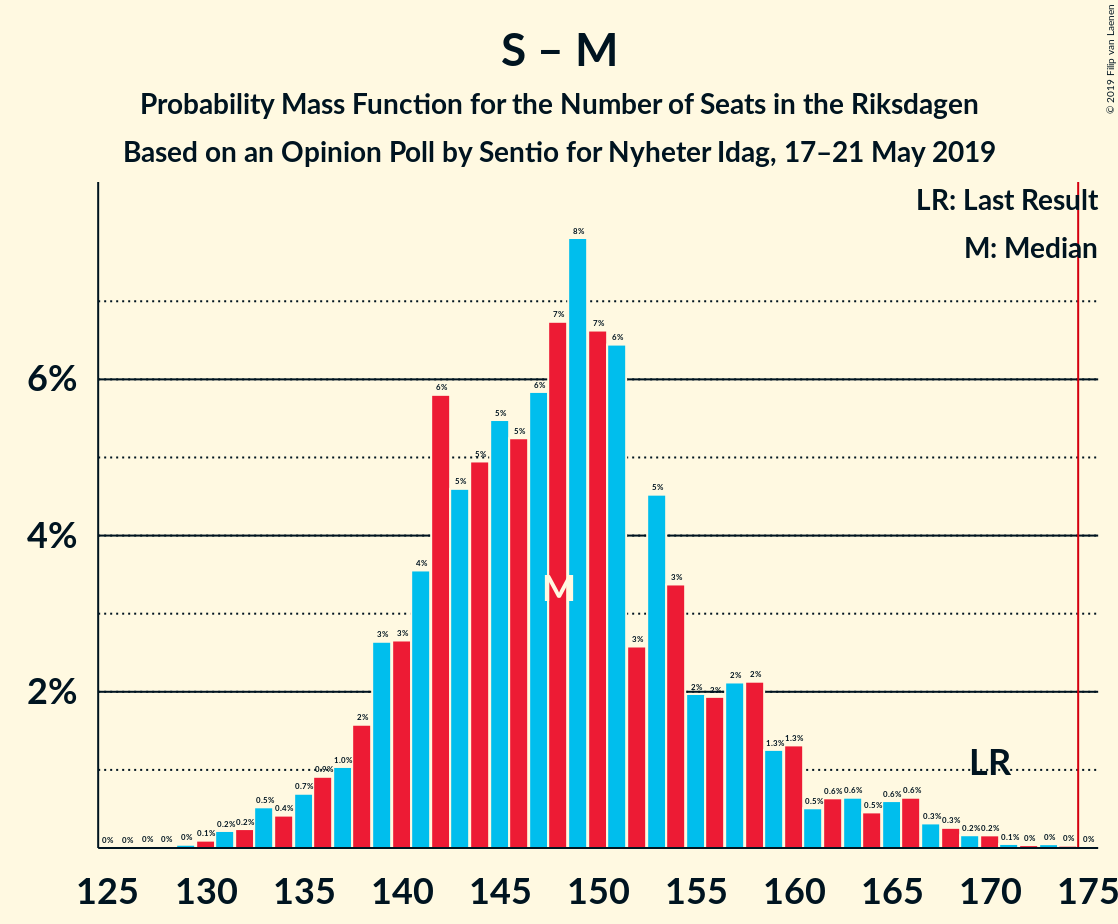 S – M
Probability Mass Function for the Number of Seats in the Riksdagen
Based on an Opinion Poll by Sentio for Nyheter Idag, 17–21 May 2019
© 2019 Filip van Laenen
LR: Last Result
M: Median
6%
4%
2%
0% 0% 0% 0% 0% 0.1% 0.2% 0.2% 0.5% 0.4% 0.7% 0.9% 1.0% 2% 3% 3% 4% 6% 5% 5% 5% 5% 6% 7% 8% 7% 6% 3% 5% 3% 2% 2% 2% 2% 1.3% 1.3% 0.5% 0.6% 0.6% 0.5% 0.6% 0.6% 0.3% 0.3% 0.2% 0.2% 0.1% 0% 0% 0% 0%
M
LR
125 130 135 140 145 150 155 160 165 170 175